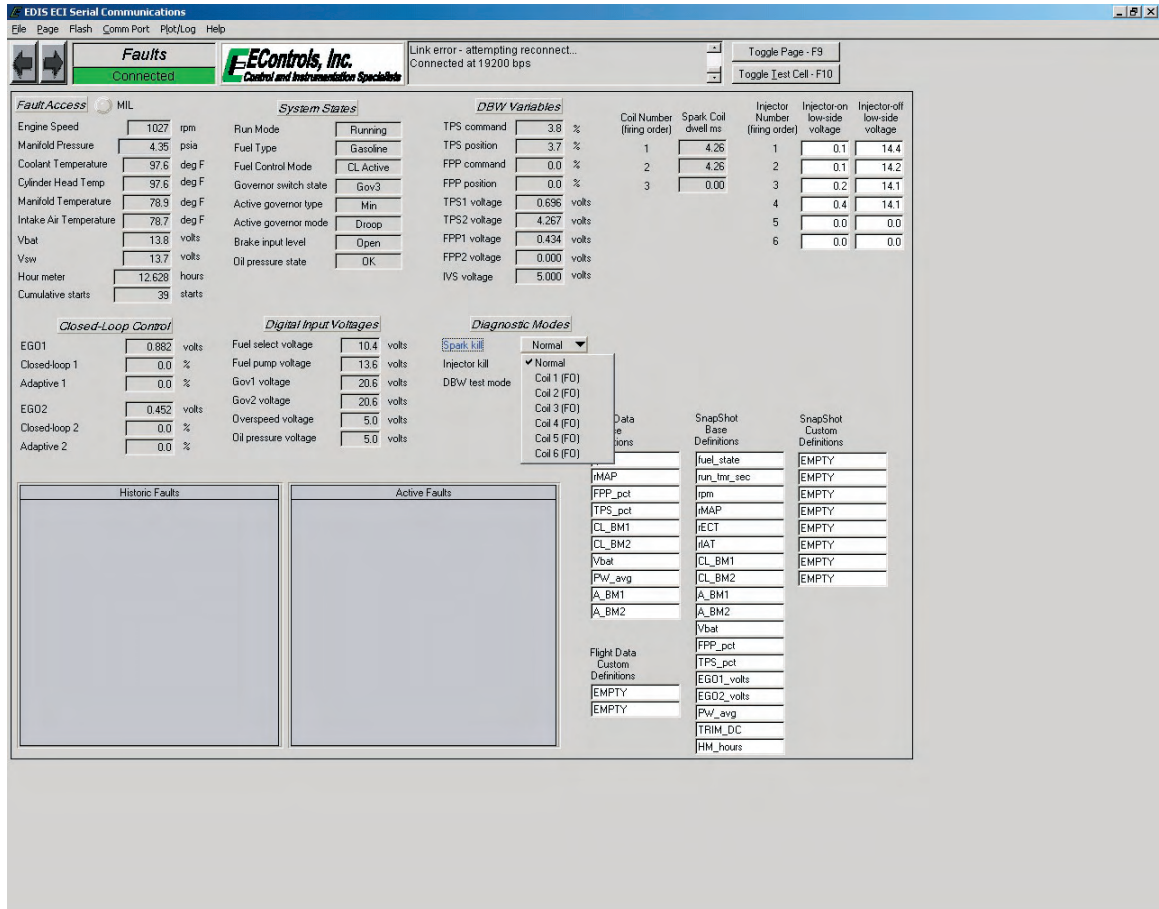 EDIS ECI Serial Communications
File Page Flash Comm Port Plot/Log Help
Faults
Connected
EControls, Inc.
Control and Instrumentation Specialists
Link error - attempting reconnect...
Connected at 19200 bps
Toggle Page - F9
Toggle Test Cell - F10
Fault Access MIL
Engine Speed 1027 rpm
Manifold Pressure 4.35 psia
Coolant Temperature 97.6 deg F
Cylinder Head Temp 97.6 deg F
Manifold Temperature 78.9 deg F
Intake Air Temperature 78.7 deg F
Vbat 13.8 volts
Vsw 13.7 volts
Hour meter 12.628 hours
Cumulative starts 39 starts
System States
Run Mode Running
Fuel Type Gasoline
Fuel Control Mode CL Active
Governor switch state Gov3
Active governor type Min
Active governor mode Droop
Brake input level Open
Oil pressure state OK
DBW Variables
TPS command 3.8 %
TPS position 3.7 %
FPP command 0.0 %
FPP position 0.0 %
TPS1 voltage 0.696 volts
TPS2 voltage 4.267 volts
FPP1 voltage 0.434 volts
FPP2 voltage 0.000 volts
IVS voltage 5.000 volts
Coil Number Spark Coil
(firing order) dwell ms
1 4.26
2 4.26
3 0.00
Injector Injector-on Injector-off
Number low-side low-side
(firing order) voltage voltage
1 0.1 14.4
2 0.1 14.2
3 0.2 14.1
4 0.4 14.1
5 0.0 0.0
6 0.0 0.0
Closed-Loop Control
EGO1 0.882 volts
Closed-loop 1 0.0 %
Adaptive 1 0.0 %
EGO2 0.452 volts
Closed-loop 2 0.0 %
Adaptive 2 0.0 %
Digital Input Voltages
Fuel select voltage 10.4 volts
Fuel pump voltage 13.6 volts
Gov1 voltage 20.6 volts
Gov2 voltage 20.6 volts
Overspeed voltage 5.0 volts
Oil pressure voltage 5.0 volts
Diagnostic Modes
Spark kill Normal
Injector kill
DBW test mode
Normal
Coil 1 (FO)
Coil 2 (FO)
Coil 3 (FO)
Coil 4 (FO)
Coil 5 (FO)
Coil 6 (FO)
Historic Faults
Active Faults
Data
rMAP
FPP_pct
TPS_pct
CL_BM1
CL_BM2
Vbat
PW_avg
A_BM1
A_BM2
Flight Data
Custom
Definitions
EMPTY
EMPTY
SnapShot
Base
Definitions
fuel_state
run_tmr_sec
rpm
rMAP
rECT
rIAT
CL_BM1
CL_BM2
A_BM1
A_BM2
Vbat
FPP_pct
TPS_pct
EGO1_volts
EGO2_volts
PW_avg
TRIM_DC
HM_hours
SnapShot
Custom
Definitions
EMPTY
EMPTY
EMPTY
EMPTY
EMPTY
EMPTY
EMPTY
EMPTY